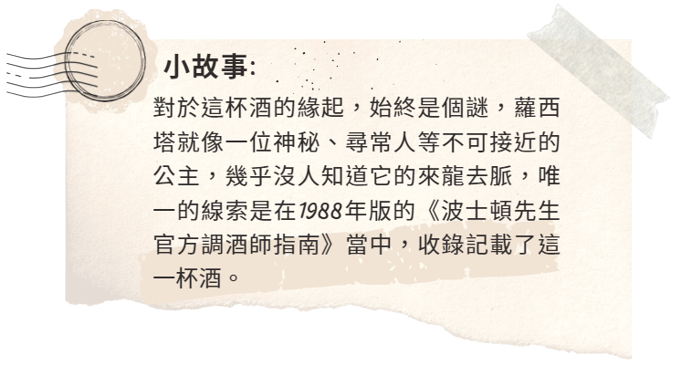 小故事:
對於這杯酒的緣起，始終是個謎，蘿西
塔就像一位神秘、尋常人等不可接近的
公主，幾乎沒人知道它的來龍去脈，唯
一的線索是在1988年版的《波士頓先生
官方調酒師指南》當中，收錄記載了這
一杯酒。